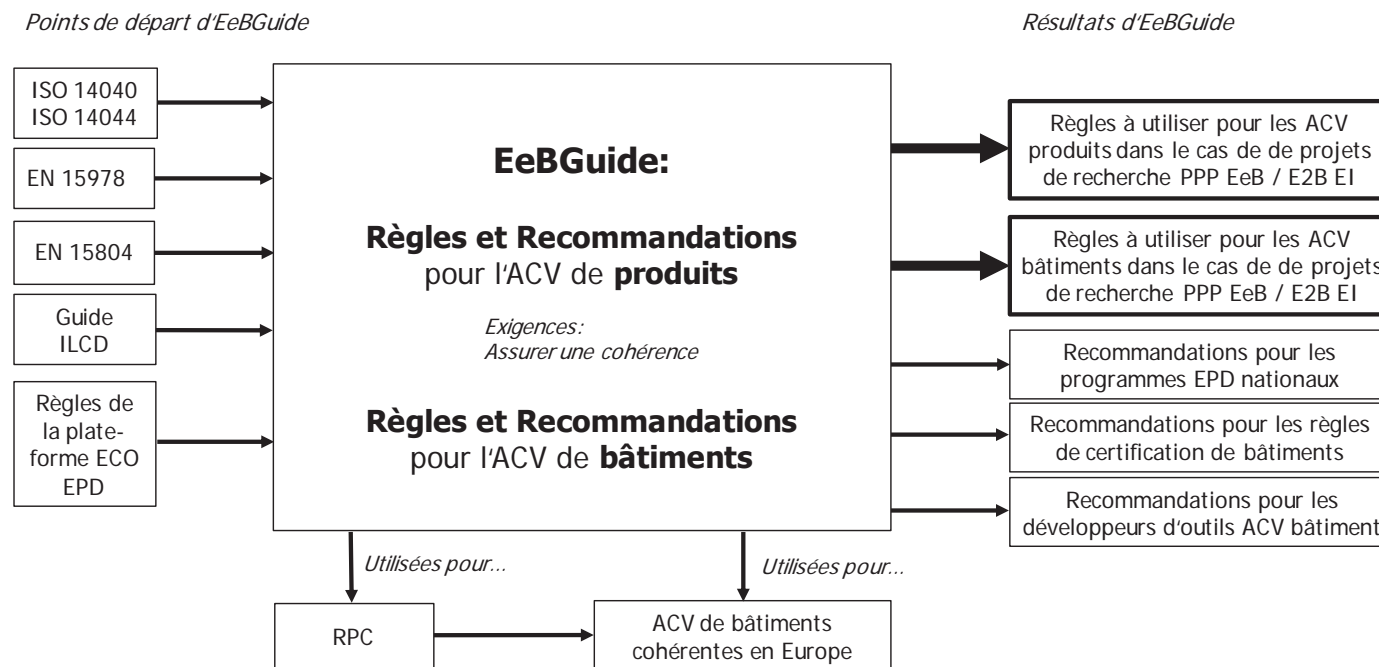 Points de départ d'EeBGuide
Résultats d'EeBGuide
ISO 14040
ISO 14044
EN 15978
EN 15804
Guide
ILCD
Règles de
la plate-
forme ECO
EPD
EeBGuide:
Règles et Recommandations
pour l'ACV de produits
Exigences:
Assurer une cohérence
Règles et Recommandations
pour l'ACV de bâtiments
Règles à utiliser pour les ACV
produits dans le cas de de projets
de recherche PPP EeB / E2B EI
Règles à utiliser pour les ACV
bâtiments dans le cas de de projets
de recherche PPP EeB / E2B EI
Recommandations pour les
programmes EPD nationaux
Recommandations pour les règles
de certification de bâtiments
Recommandations pour les
développeurs d'outils ACV bâtiment
Utilisées pour...
Utilisées pour...
RPC
ACV de bâtiments
cohérentes en Europe